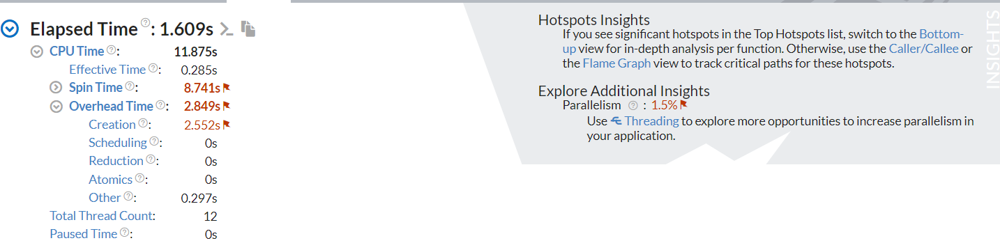 Elapsed Time ?: 1.609s
CPU Time ?: 11.875s
Effective Time ?: 0.285s
Spin Time ?: 8.741s
Overhead Time ?: 2.849s
Creation ?: 2.552s
Scheduling ?: 0s
Reduction ?: 0s
Atomics ?: 0s
Other ?: 0.297s
Total Thread Count: 12
Paused Time ?: 0s
Hotspots Insights
If you see significant hotspots in the Top Hotspots list, switch to the Bottom-
up view for in-depth analysis per function. Otherwise, use the Caller/Callee or
the Flame Graph view to track critical paths for these hotspots.
Explore Additional Insights
Parallelism ? : 1.5%
Use Threading to explore more opportunities to increase parallelism in
your application.
INSIGHTS